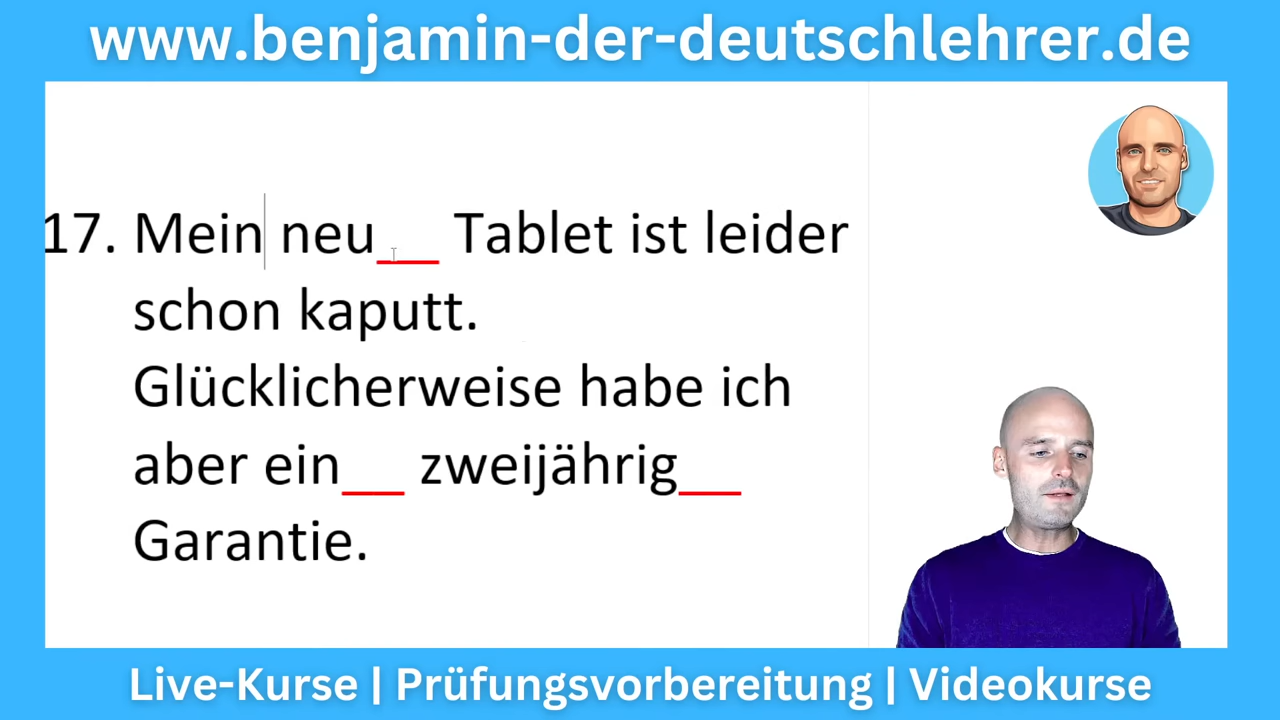 www.benjamin-der-deutschlehrer.de
17. Mein neu__ Tablet ist leider
schon kaputt.
Glücklicherweise habe ich
aber ein__ zweijährig__
Garantie.
Live-Kurse | Prüfungsvorbereitung | Videokurse